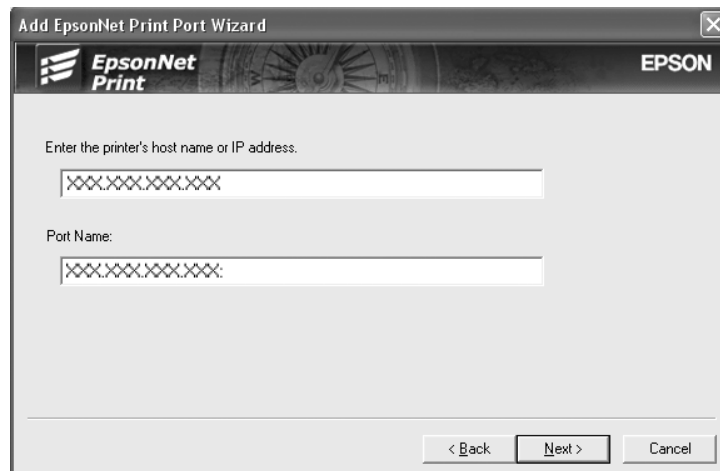 Add EpsonNet Print Port Wizard
EpsonNet
Print
EPSON
Enter the printer's host name or IP address.
XXX.XXX.XXX.XXX
Port Name:
XXX.XXX.XXX.XXX:
< Back
Next >
Cancel